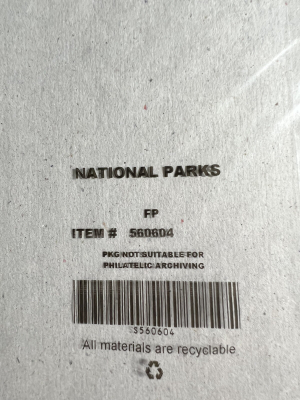 NATIONAL PARKS
FP
ITEM # 560604
PKG NOT SUITABLE FOR
PHILATELIC ARCHIVING
S560604
All materials are recyclable